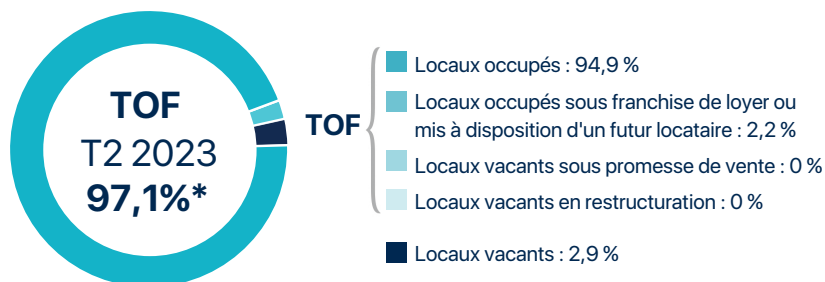 TOF
T2 2023
97,1%*
TOF
Locaux occupés : 94,9 %
Locaux occupés sous franchise de loyer ou
mis à disposition d'un futur locataire : 2,2 %
Locaux vacants sous promesse de vente : 0 %
Locaux vacants en restructuration : 0 %
Locaux vacants : 2,9 %